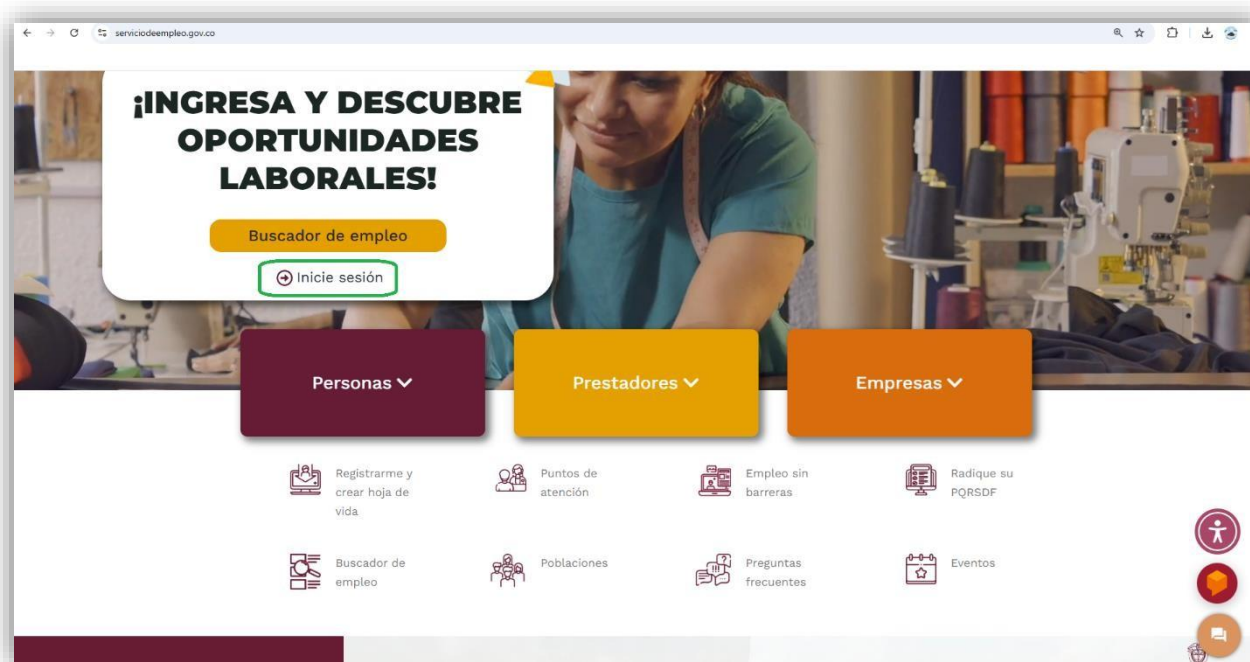 serviciodeempleo.gov.co
¡INGRESA Y DESCUBRE
OPORTUNIDADES
LABORALES!
Buscador de empleo
Inicie sesión
Personas
Prestadores
Empresas
Registrarme y
crear hoja de
vida
Puntos de
atención
Empleo sin
barreras
Radique su
PQRSDF
Buscador de
empleo
Poblaciones
Preguntas
frecuentes
Eventos